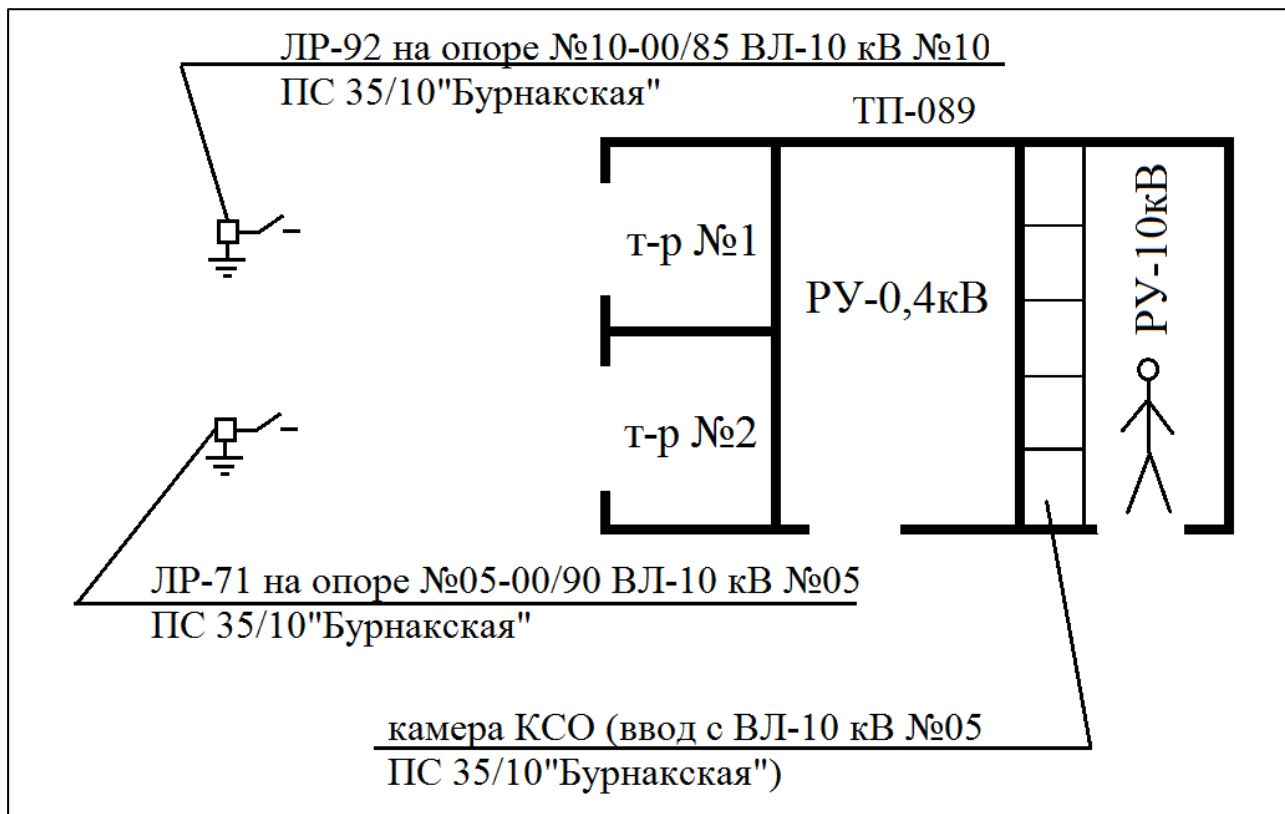 ЛР-92 на опоре №10-00/85 ВЛ-10 кВ №10
ПС 35/10"Бурнакская"
ТП-089
т-р №1
РУ-0,4кВ
РУ-10кВ
т-р №2
ЛР-71 на опоре №05-00/90 ВЛ-10 кВ №05
ПС 35/10"Бурнакская"
камера КСО (ввод с ВЛ-10 кВ №05
ПС 35/10"Бурнакская")